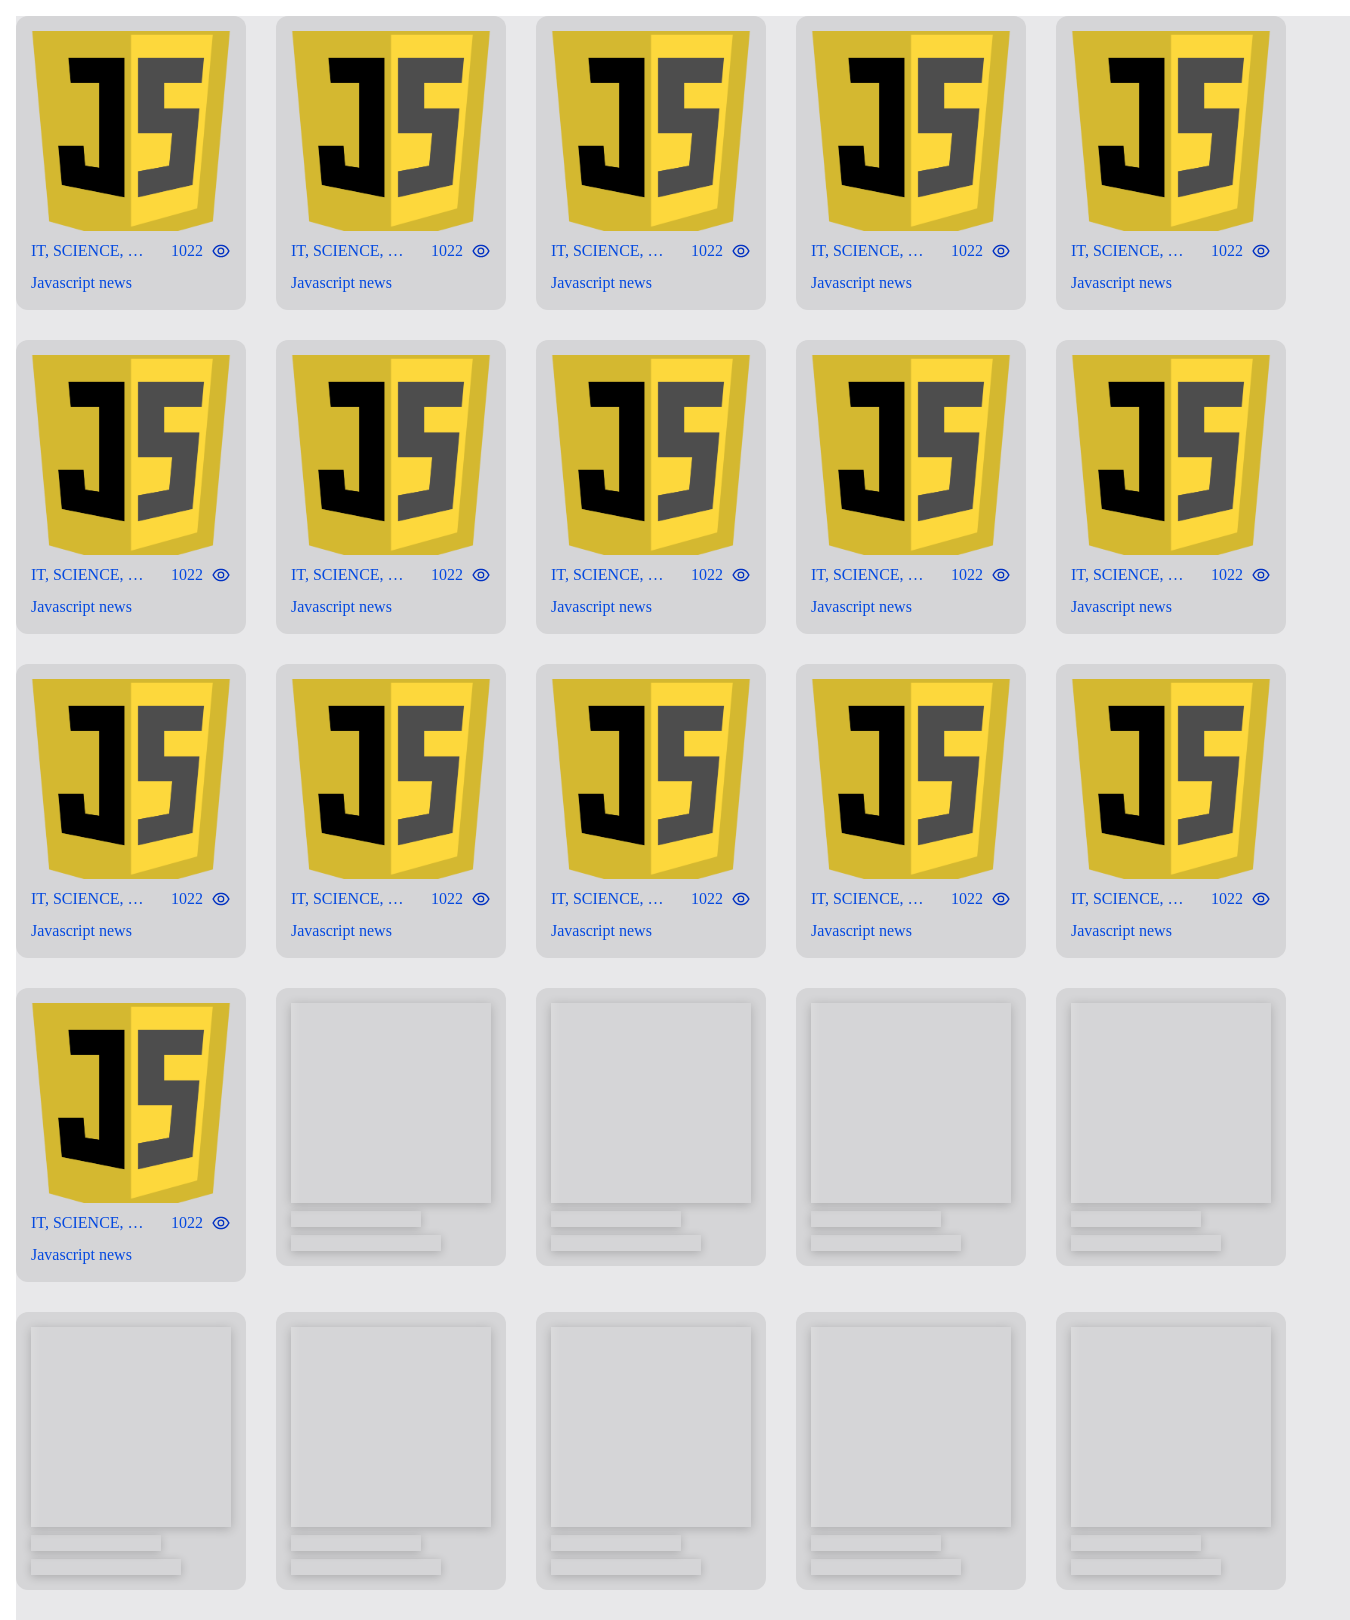 JS JS JS JS JS
IT, SCIENCE, … 1022 IT, SCIENCE, … 1022 IT, SCIENCE, … 1022 IT, SCIENCE, … 1022 IT, SCIENCE, … 1022
Javascript news Javascript news Javascript news Javascript news Javascript news
JS JS JS JS JS
IT, SCIENCE, … 1022 IT, SCIENCE, … 1022 IT, SCIENCE, … 1022 IT, SCIENCE, … 1022 IT, SCIENCE, … 1022
Javascript news Javascript news Javascript news Javascript news Javascript news
JS JS JS JS JS
IT, SCIENCE, … 1022 IT, SCIENCE, … 1022 IT, SCIENCE, … 1022 IT, SCIENCE, … 1022 IT, SCIENCE, … 1022
Javascript news Javascript news Javascript news Javascript news Javascript news
JS
IT, SCIENCE, … 1022
Javascript news